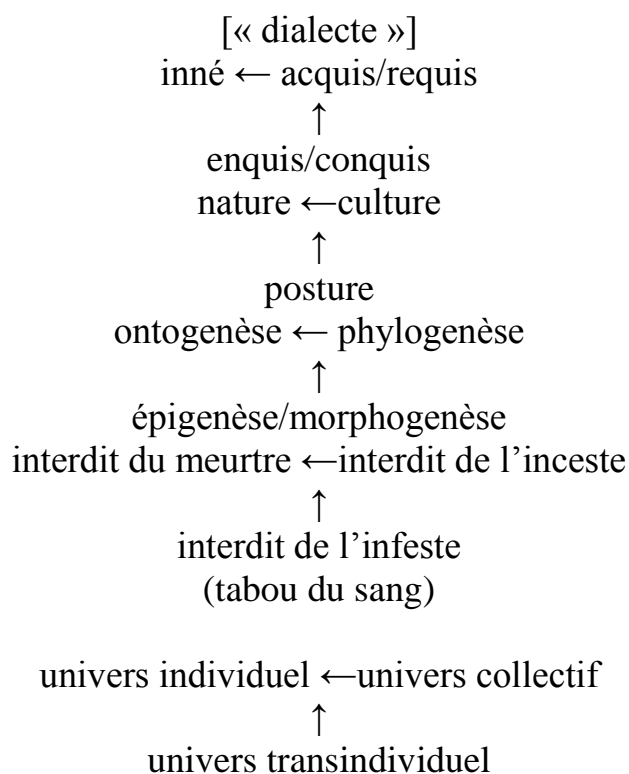 [« dialecte »]
inné ← acquis/requis
↑
enquis/conquis
nature ←culture
↑
posture
ontogenèse ← phylogenèse
↑
épigenèse/morphogenèse
interdit du meurtre ←interdit de l’inceste
↑
interdit de l’infeste
(tabou du sang)
univers individuel ←univers collectif
↑
univers transindividuel